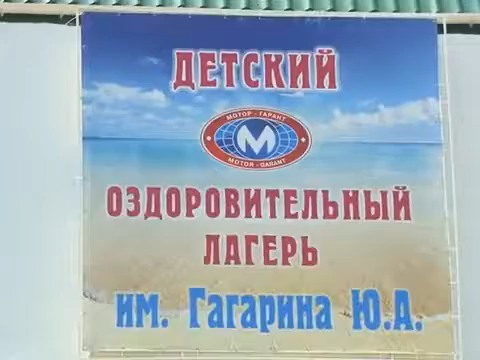 ДЕТСКИЙ
МОТОР - ГАРАНТ
М
MOTOR - GARANT
ОЗДОРОВИТЕЛЬНЫЙ
ЛАГЕРЬ
им. Гагарина Ю.А.